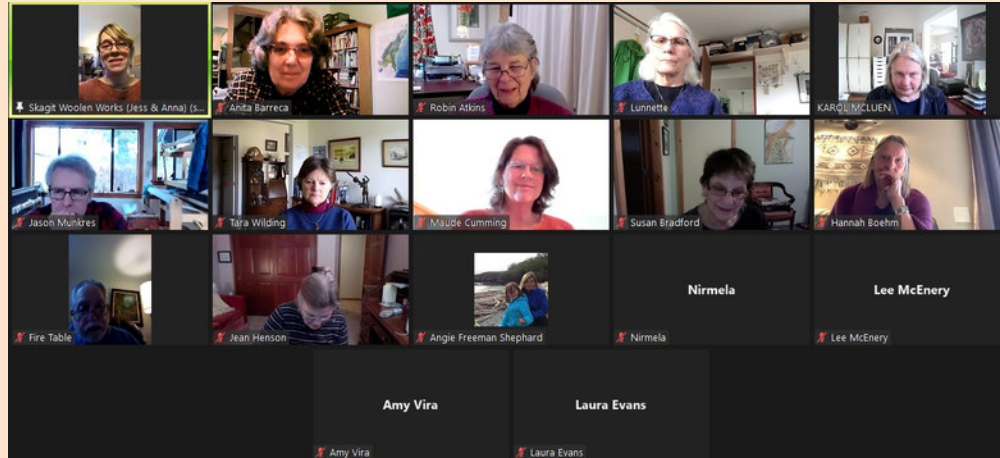 Skagit Woolen Works (Jess & Anna) (s...
Anita Barreca
Robin Atkins
Lunnette
KAROL MCLUEN
Jason Munkres
Tara Wilding
Maude Cumming
Susan Bradford
Hannah Boehm
Fire Table
Jean Henson
Angie Freeman Shephard
Nirmela
Nirmela
Lee McEnery
Lee McEnery
Amy Vira
Amy Vira
Laura Evans
Laura Evans